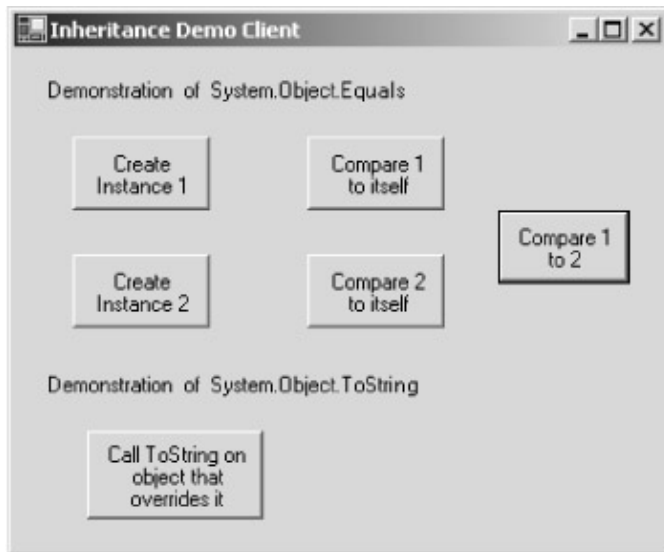 Inheritance Demo Client
Demonstration of System.Object.Equals
Create
Instance 1
Compare 1
to itself
Compare 1
to 2
Create
Instance 2
Compare 2
to itself
Demonstration of System.Object.ToString
Call ToString on
object that
overrides it